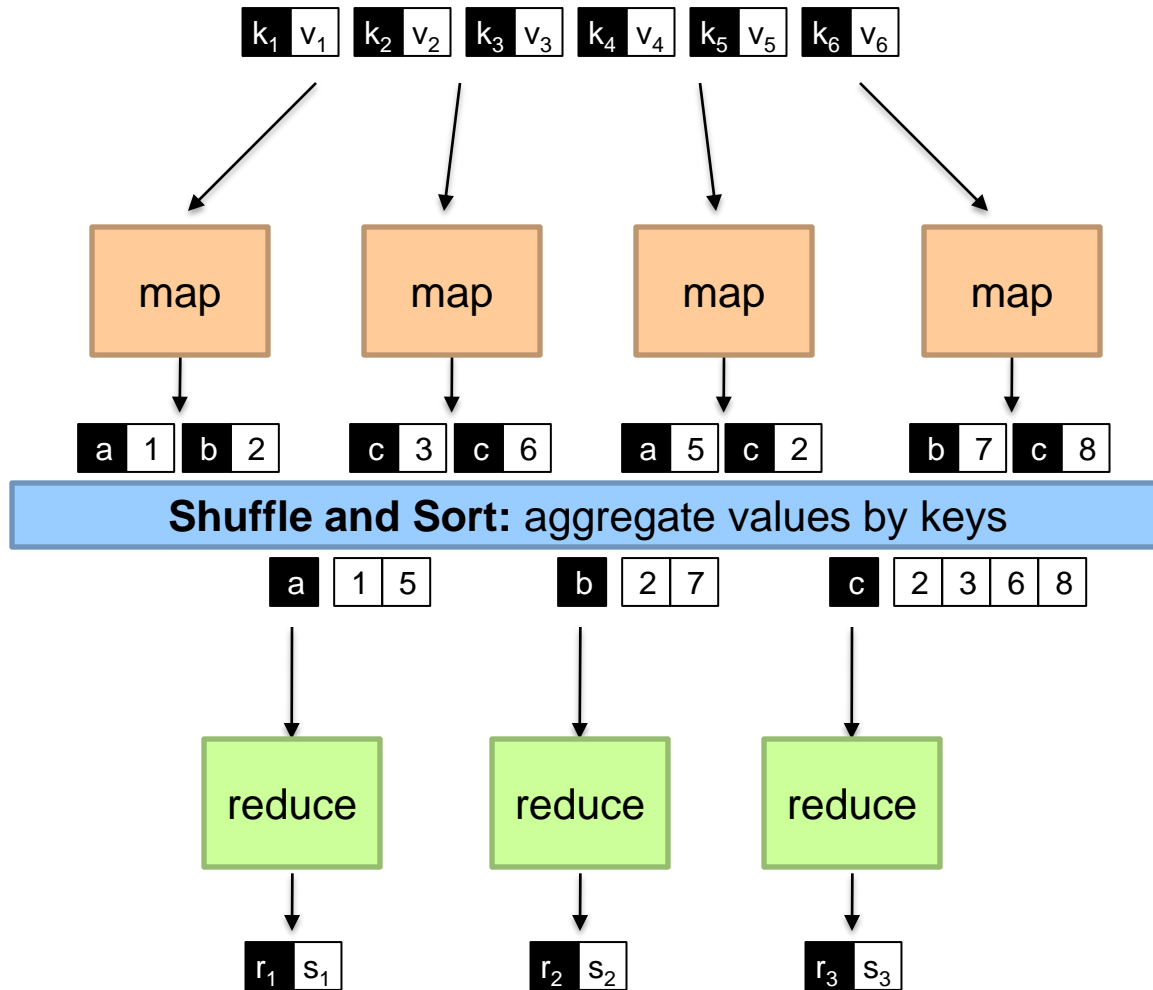 k₁ v₁ k₂ v₂ k₃ v₃ k₄ v₄ k₅ v₅ k₆ v₆
map map map map
a 1 b 2 c 3 c 6 a 5 c 2 b 7 c 8
Shuffle and Sort: aggregate values by keys
a 1 5 b 2 7 c 2 3 6 8
reduce reduce reduce
r₁ s₁ r₂ s₂ r₃ s₃